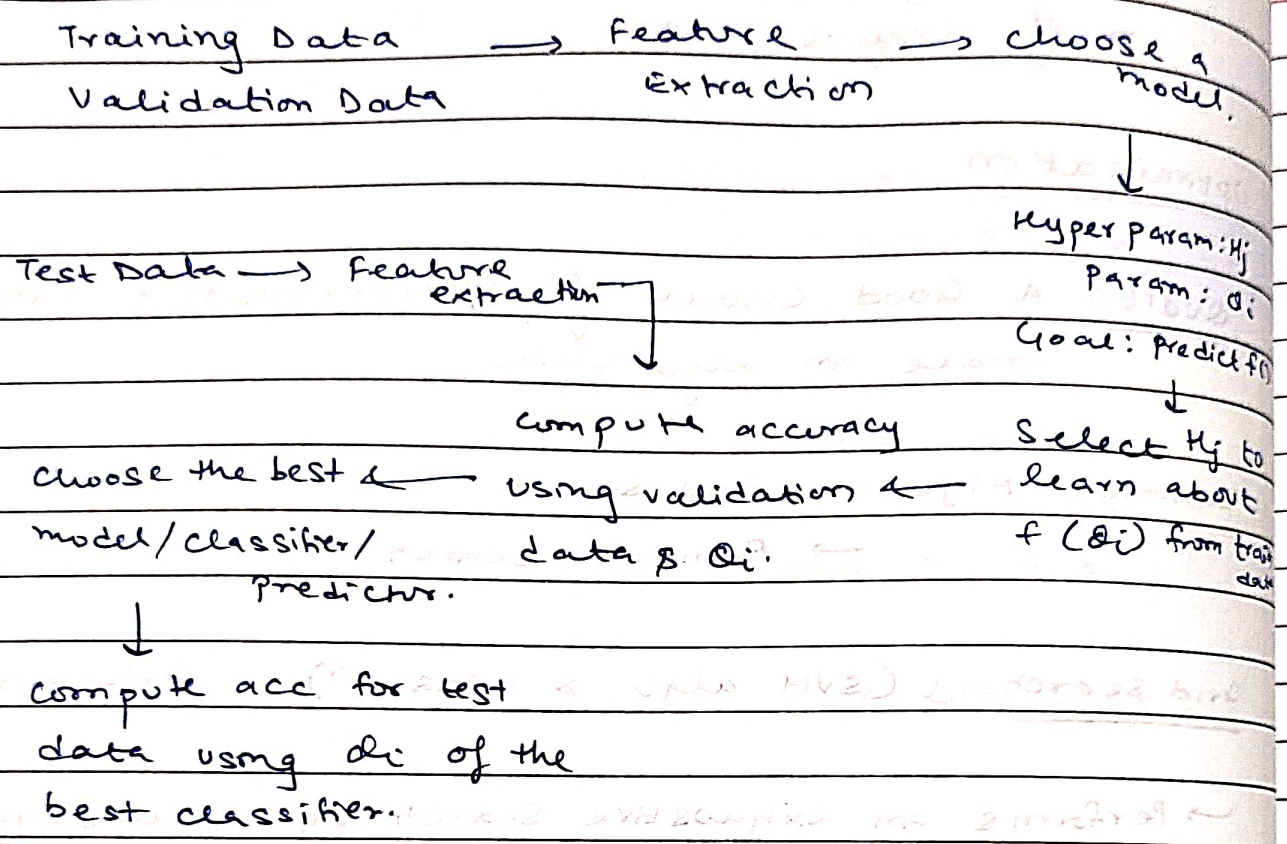 Training Data → Feature Extraction → choose a model.
Validation Data
↓
Hyper param: Hj
Param: θi
Goal: predict f()
↓
Select Hj to
learn about
f (θi) from train
data
←
compute accuracy
using validation
data & θi.
←
choose the best
model/classifier/
predictor.
Test Data → Feature
extraction
↓
compute acc for test
data using θi of the
best classifier.